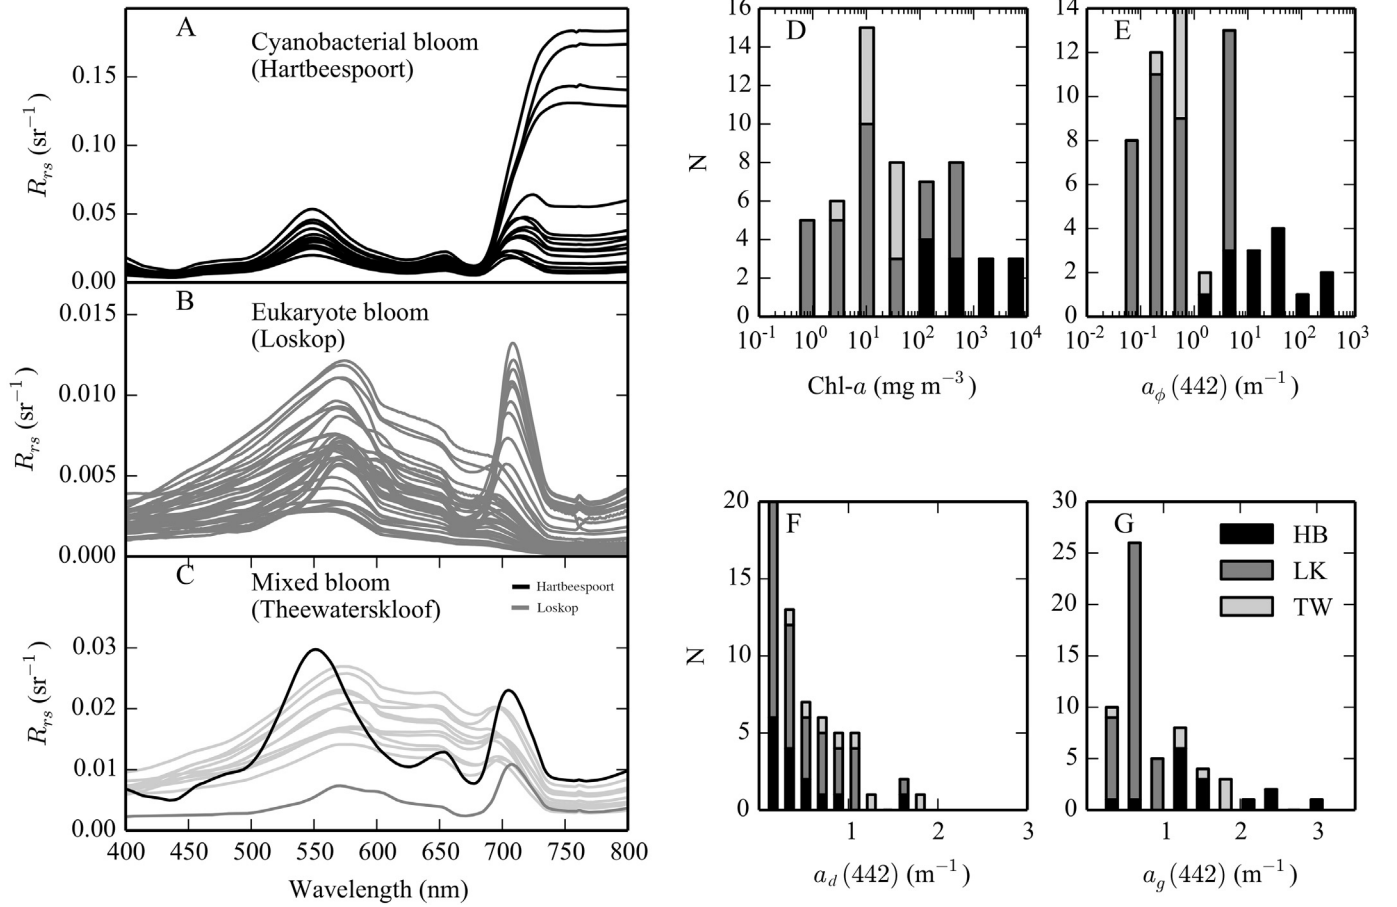 A
Cyanobacterial bloom
(Hartbeespoort)
0.15
0.10
0.05
0.00
R_rs (sr⁻¹)
B
Eukaryote bloom
(Loskop)
0.015
0.010
0.005
0.000
R_rs (sr⁻¹)
C
Mixed bloom
(Theewaterskloof)
Hartbeespoort
Loskop
0.03
0.02
0.01
0.00
R_rs (sr⁻¹)
400 450 500 550 600 650 700 750 800
Wavelength (nm)
D
16
14
12
10
8
6
4
2
0
N
10⁻¹ 10⁰ 10¹ 10² 10³ 10⁴
Chl-a (mg m⁻³)
E
14
12
10
8
6
4
2
0
10⁻² 10⁻¹ 10⁰ 10¹ 10² 10³
a_ϕ(442) (m⁻¹)
F
20
15
10
5
0
N
1 2 3
a_d(442) (m⁻¹)
G
30
25
20
15
10
5
0
HB
LK
TW
1 2 3
a_g(442) (m⁻¹)